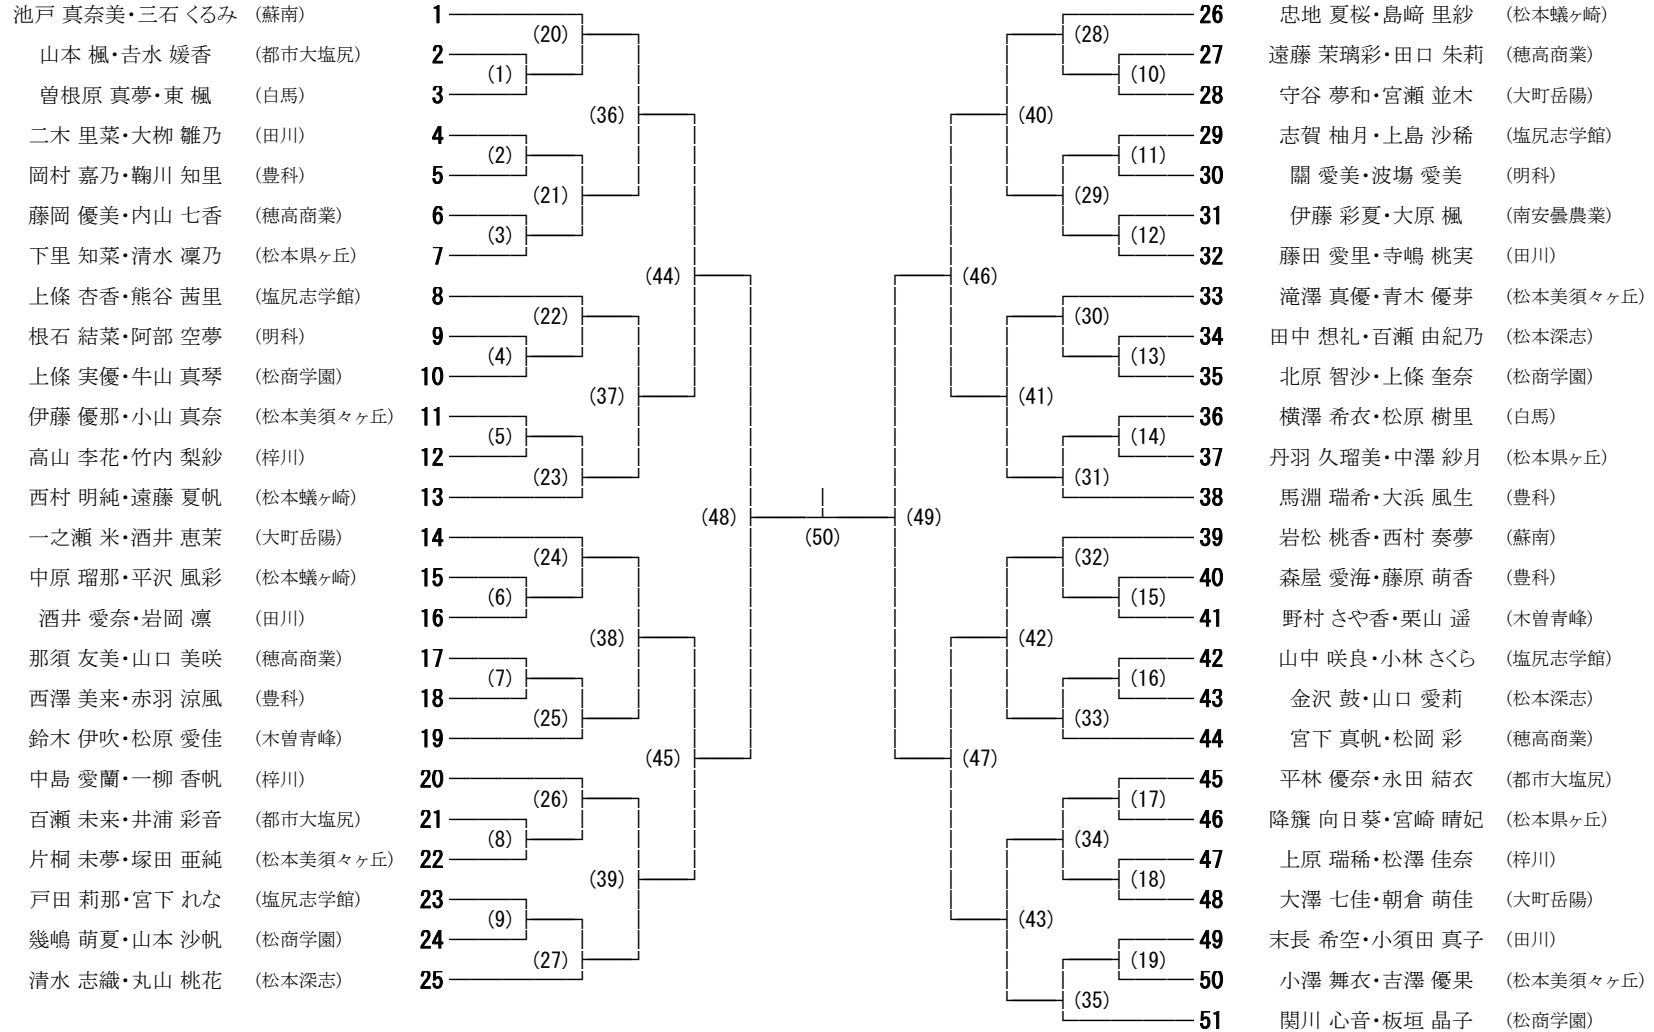 池戸 真奈美・三石 くるみ (蘇南) 1
山本 楓・吉水 媛香 (都市大塩尻) 2
曽根原 真夢・東 楓 (白馬) 3
二木 里菜・大栁 雛乃 (田川) 4
岡村 嘉乃・鞠川 知里 (豊科) 5
藤岡 優美・内山 七香 (穂高商業) 6
下里 知菜・清水 凜乃 (松本県ヶ丘) 7
上條 杏香・熊谷 茜里 (塩尻志学館) 8
根石 結菜・阿部 空夢 (明科) 9
上條 実優・牛山 真琴 (松商学園) 10
伊藤 優那・小山 真奈 (松本美須々ヶ丘) 11
高山 李花・竹内 梨紗 (梓川) 12
西村 明純・遠藤 夏帆 (松本蟻ヶ崎) 13
一之瀬 米・酒井 恵茉 (大町岳陽) 14
中原 瑠那・平沢 風彩 (松本蟻ヶ崎) 15
酒井 愛奈・岩岡 凛 (田川) 16
那須 友美・山口 美咲 (穂高商業) 17
西澤 美来・赤羽 涼風 (豊科) 18
鈴木 伊吹・松原 愛佳 (木曽青峰) 19
中島 愛蘭・一柳 香帆 (梓川) 20
百瀬 未来・井浦 彩音 (都市大塩尻) 21
片桐 未夢・塚田 亜純 (松本美須々ヶ丘) 22
戸田 莉那・宮下 れな (塩尻志学館) 23
幾嶋 萌夏・山本 沙帆 (松商学園) 24
清水 志織・丸山 桃花 (松本深志) 25
(20)
(1)
(36)
(2)
(21)
(3)
(44)
(22)
(4)
(37)
(5)
(23)
(48)
(24)
(6)
(38)
(7)
(25)
(45)
(26)
(8)
(39)
(9)
(27)
(50)
(28)
(10)
(40)
(11)
(29)
(12)
(46)
(30)
(13)
(41)
(14)
(31)
(49)
(32)
(15)
(42)
(16)
(33)
(47)
(17)
(34)
(18)
(43)
(19)
(35)
26 忠地 夏桜・島﨑 里紗 (松本蟻ヶ崎)
27 遠藤 茉璃彩・田口 朱莉 (穂高商業)
28 守谷 夢和・宮瀬 並木 (大町岳陽)
29 志賀 柚月・上島 沙稀 (塩尻志学館)
30 關 愛美・波塲 愛美 (明科)
31 伊藤 彩夏・大原 楓 (南安曇農業)
32 藤田 愛里・寺嶋 桃実 (田川)
33 滝澤 真優・青木 優芽 (松本美須々ヶ丘)
34 田中 想礼・百瀬 由紀乃 (松本深志)
35 北原 智沙・上條 奎奈 (松商学園)
36 横澤 希衣・松原 樹里 (白馬)
37 丹羽 久瑠美・中澤 紗月 (松本県ヶ丘)
38 馬淵 瑞希・大浜 風生 (豊科)
39 岩松 桃香・西村 奏夢 (蘇南)
40 森屋 愛海・藤原 萌香 (豊科)
41 野村 さや香・栗山 遥 (木曽青峰)
42 山中 咲良・小林 さくら (塩尻志学館)
43 金沢 鼓・山口 愛莉 (松本深志)
44 宮下 真帆・松岡 彩 (穂高商業)
45 平林 優奈・永田 結衣 (都市大塩尻)
46 降籏 向日葵・宮崎 晴妃 (松本県ヶ丘)
47 上原 瑞稀・松澤 佳奈 (梓川)
48 大澤 七佳・朝倉 萌佳 (大町岳陽)
49 末長 希空・小須田 真子 (田川)
50 小澤 舞衣・吉澤 優果 (松本美須々ヶ丘)
51 関川 心音・板垣 晶子 (松商学園)